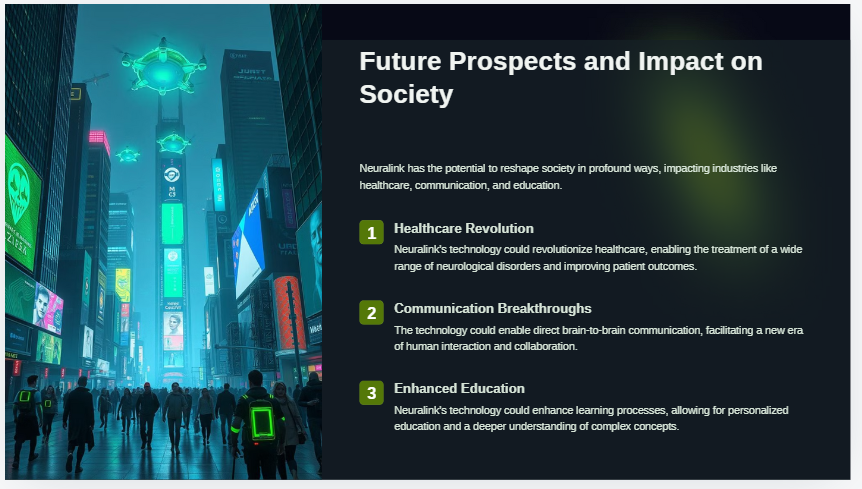 Future Prospects and Impact on
Society
Neuralink has the potential to reshape society in profound ways, impacting industries like
healthcare, communication, and education.
1
Healthcare Revolution
Neuralink's technology could revolutionize healthcare, enabling the treatment of a wide
range of neurological disorders and improving patient outcomes.
2
Communication Breakthroughs
The technology could enable direct brain-to-brain communication, facilitating a new era
of human interaction and collaboration.
3
Enhanced Education
Neuralink's technology could enhance learning processes, allowing for personalized
education and a deeper understanding of complex concepts.